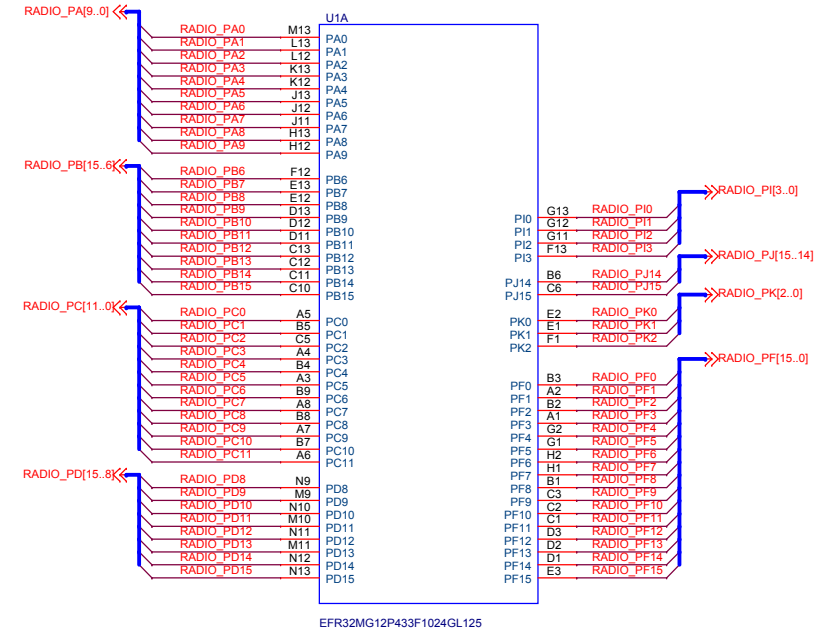 RADIO_PA[9..0]
U1A
RADIO_PA0 M13 PA0
RADIO_PA1 L13 PA1
RADIO_PA2 L12 PA2
RADIO_PA3 K13 PA3
RADIO_PA4 K12 PA4
RADIO_PA5 J13 PA5
RADIO_PA6 J12 PA6
RADIO_PA7 J11 PA7
RADIO_PA8 H13 PA8
RADIO_PA9 H12 PA9
RADIO_PB[15..6]
RADIO_PB6 F12 PB6
RADIO_PB7 E13 PB7
RADIO_PB8 E12 PB8
RADIO_PB9 D13 PB9
RADIO_PB10 D12 PB10
RADIO_PB11 D11 PB11
RADIO_PB12 C13 PB12
RADIO_PB13 C12 PB13
RADIO_PB14 C11 PB14
RADIO_PB15 C10 PB15
RADIO_PC[11..0]
RADIO_PC0 A5 PC0
RADIO_PC1 B5 PC1
RADIO_PC2 C5 PC2
RADIO_PC3 A4 PC3
RADIO_PC4 B4 PC4
RADIO_PC5 A3 PC5
RADIO_PC6 B9 PC6
RADIO_PC7 A8 PC7
RADIO_PC8 B8 PC8
RADIO_PC9 A7 PC9
RADIO_PC10 B7 PC10
RADIO_PC11 A6 PC11
RADIO_PD[15..8]
RADIO_PD8 N9 PD8
RADIO_PD9 M9 PD9
RADIO_PD10 N10 PD10
RADIO_PD11 M10 PD11
RADIO_PD12 N11 PD12
RADIO_PD13 M11 PD13
RADIO_PD14 N12 PD14
RADIO_PD15 N13 PD15
RADIO_PI[3..0]
PI0 G13 RADIO_PI0
PI1 G12 RADIO_PI1
PI2 G11 RADIO_PI2
PI3 F13 RADIO_PI3
RADIO_PJ[15..14]
PJ14 B6 RADIO_PJ14
PJ15 C6 RADIO_PJ15
RADIO_PK[2..0]
PK0 E2 RADIO_PK0
PK1 E1 RADIO_PK1
PK2 F1 RADIO_PK2
RADIO_PF[15..0]
PF0 B3 RADIO_PF0
PF1 A2 RADIO_PF1
PF2 B2 RADIO_PF2
PF3 A1 RADIO_PF3
PF4 G2 RADIO_PF4
PF5 G1 RADIO_PF5
PF6 H2 RADIO_PF6
PF7 H1 RADIO_PF7
PF8 B1 RADIO_PF8
PF9 C3 RADIO_PF9
PF10 C2 RADIO_PF10
PF11 C1 RADIO_PF11
PF12 D3 RADIO_PF12
PF13 D2 RADIO_PF13
PF14 D1 RADIO_PF14
PF15 E3 RADIO_PF15
EFR32MG12P433F1024GL125